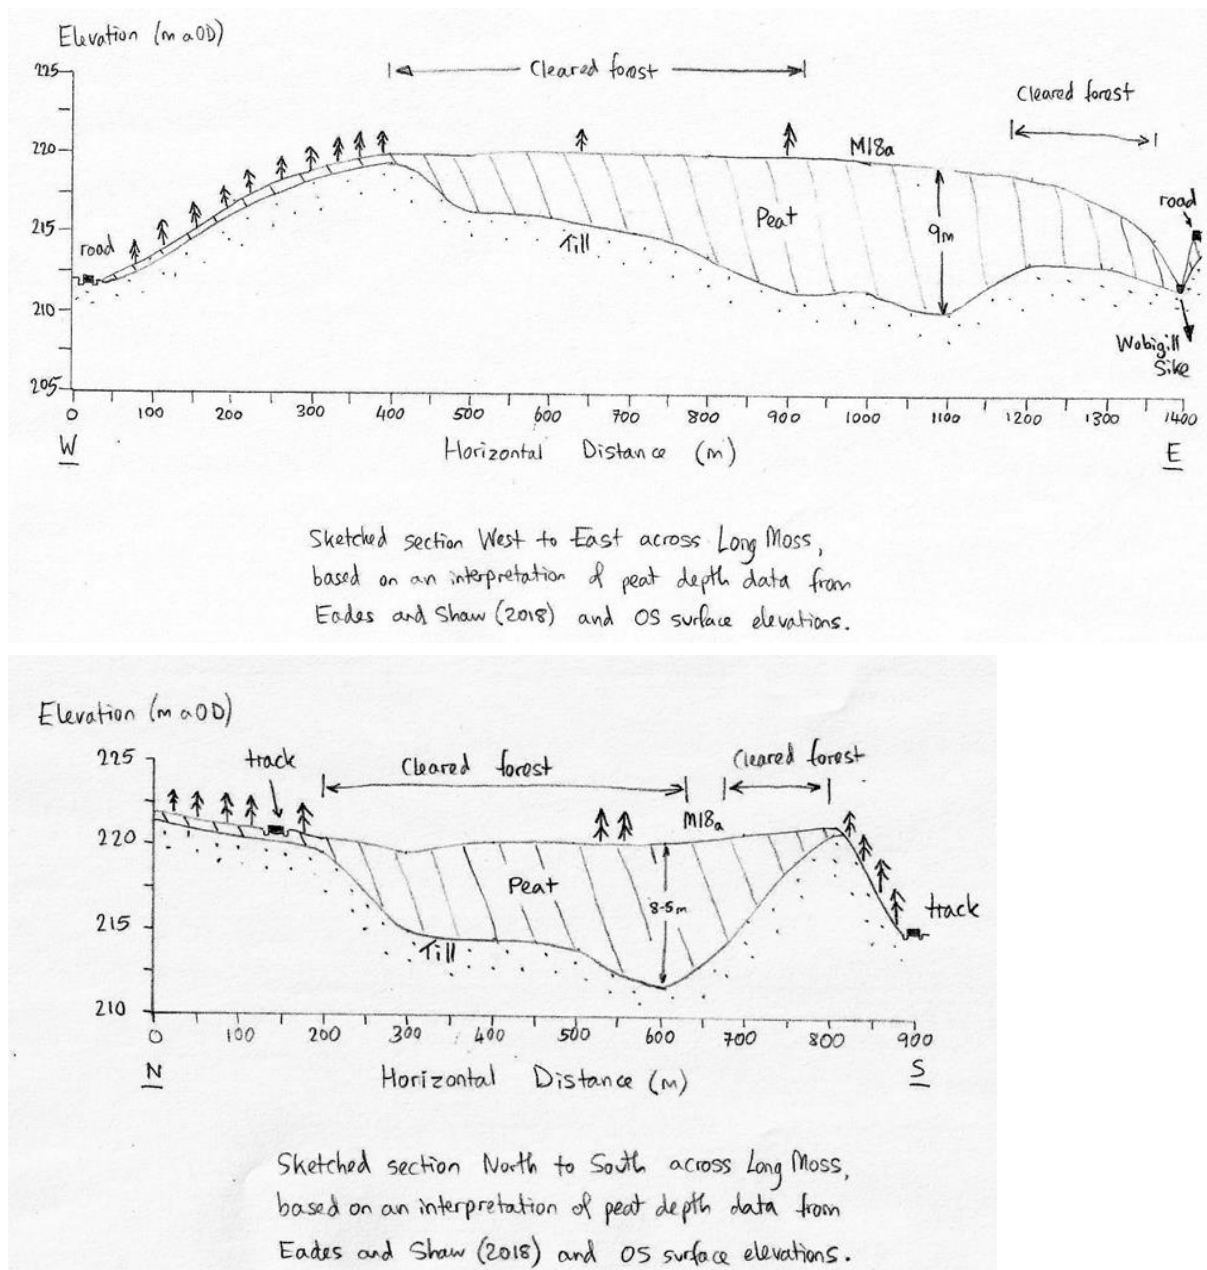 Elevation (m aOD)
Cleared forest
Cleared forest
225
220
215
210
205
M18a
road
road
Peat
Till
9m
Wobigill
Sike
0 100 200 300 400 500 600 700 800 900 1000 1100 1200 1300 1400
W Horizontal Distance (m) E
Sketched section West to East across Long Moss,
based on an interpretation of peat depth data from
Eades and Shaw (2018) and OS surface elevations.
Elevation (m aOD)
225
220
215
210
track
Cleared forest
Cleared forest
M18a
Peat
8.5m
Till
track
0 100 200 300 400 500 600 700 800 900
N Horizontal Distance (m) S
Sketched section North to South across Long Moss,
based on an interpretation of peat depth data from
Eades and Shaw (2018) and OS surface elevations.